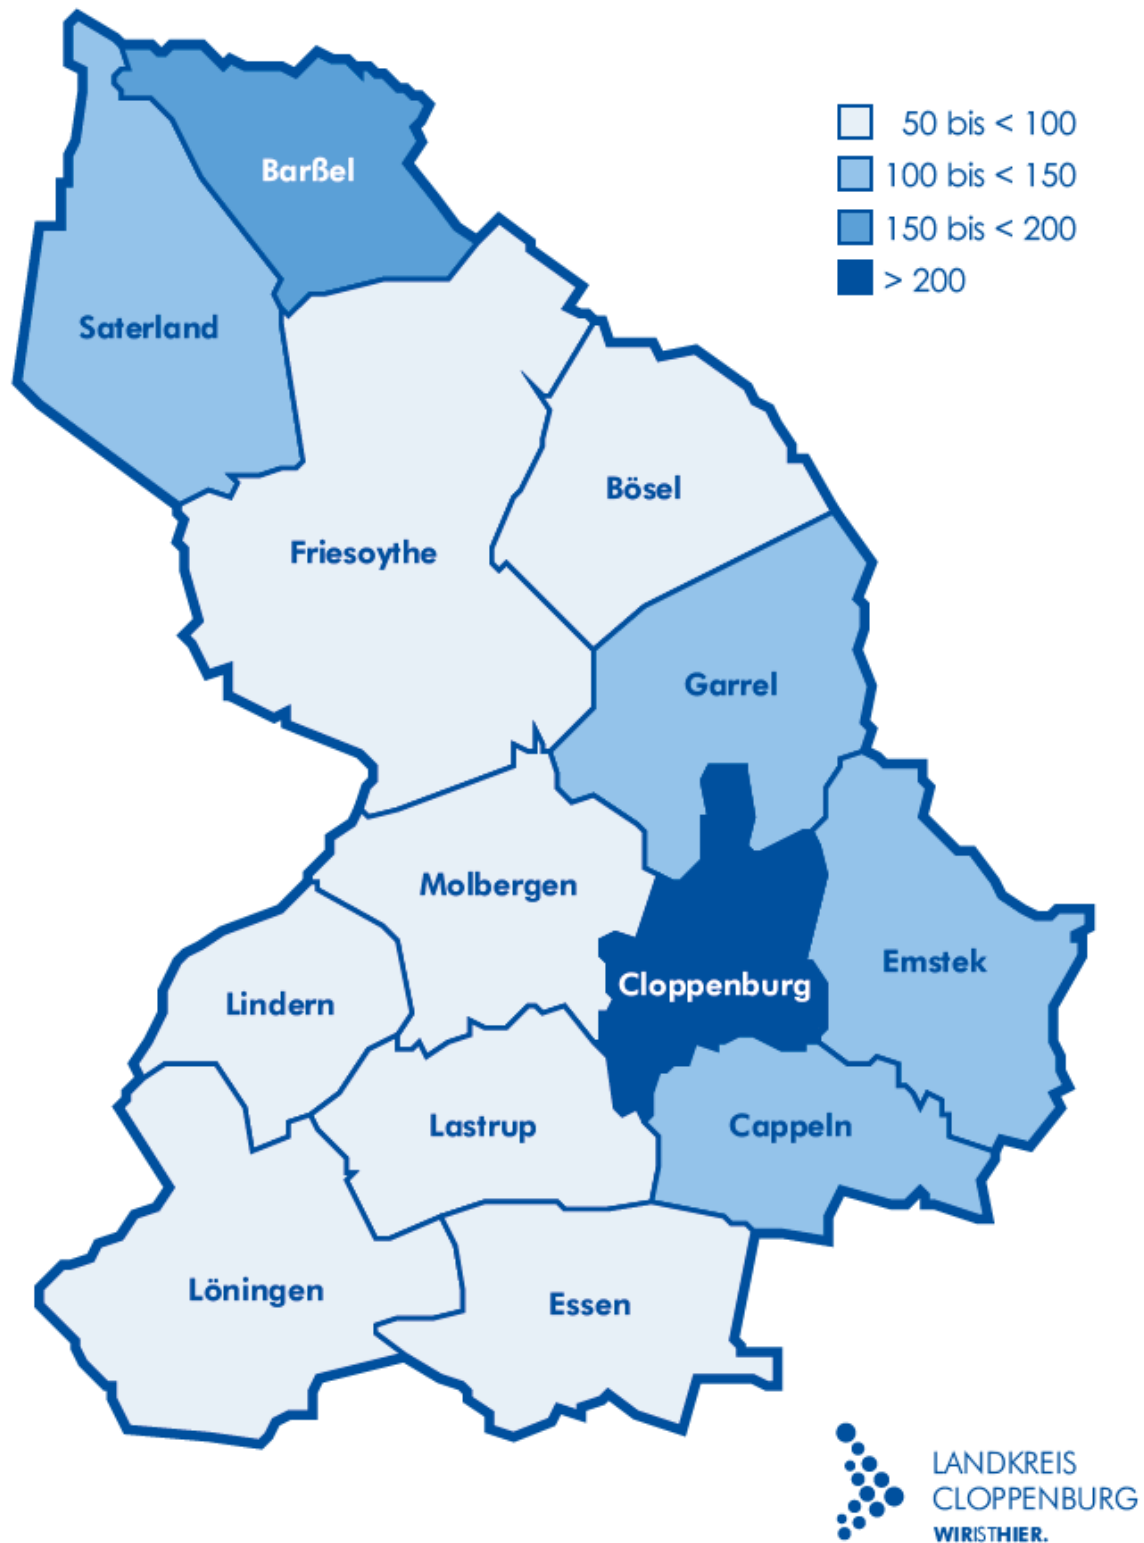 50 bis < 100
100 bis < 150
150 bis < 200
> 200
Barßel
Saterland
Bösel
Friesoythe
Garrel
Molbergen
Emstek
Cloppenburg
Lindern
Lastrup
Cappeln
Löningen
Essen
LANDKREIS
CLOPPENBURG
WIRISTHIER.